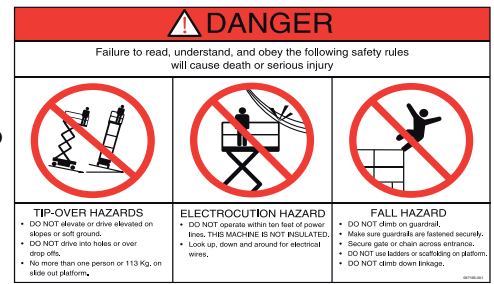 DANGER
Failure to read, understand, and obey the following safety rules
will cause death or serious injury
TIP-OVER HAZARDS
• DO NOT elevate or drive elevated on
slopes or soft ground.
• DO NOT drive into holes or over
drop offs.
• No more than one person or 113 Kg. on
slide out platform.
ELECTROCUTION HAZARD
• DO NOT operate within ten feet of power
lines. THIS MACHINE IS NOT INSULATED.
• Look up, down and around for electrical
wires.
FALL HAZARD
• DO NOT climb on guardrail.
• Make sure guardrails are fastened securely.
• Secure gate or chain across entrance.
• DO NOT use ladders or scaffolding on platform.
• DO NOT climb down linkage.